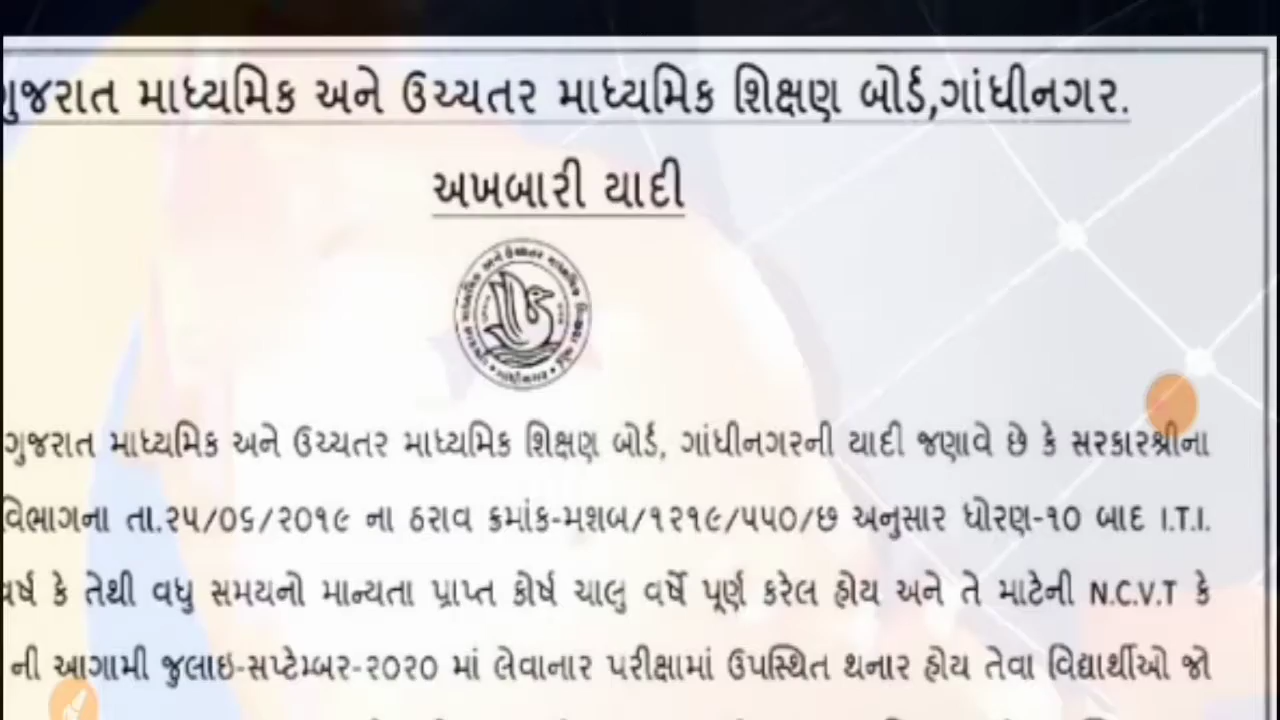 ગુજરાત માધ્યમિક અને ઉચ્ચતર માધ્યમિક શિક્ષણ બોર્ડ,ગાંધીનગર.
અખબારી યાદી
ગુજરાત માધ્યમિક અને ઉચ્ચતર માધ્યમિક શિક્ષણ બોર્ડ, ગાંધીનગરની યાદી જણાવે છે કે સરકારશ્રીના
વિભાગના તા.૨૫/૦૬/૨૦૧૯ ના ઠરાવ ક્રમાંક-મશબ/૧૨૧૯/૫૫૦/છ અનુસાર ધોરણ-૧૦ બાદ I.T.I.
વર્ષ કે તેથી વધુ સમયનો માન્યતા પ્રાપ્ત કોર્ષ ચાલુ વર્ષે પૂર્ણ કરેલ હોય અને તે માટેની N.C.V.T કે
ની આગામી જુલાઇ-સપ્ટેમ્બર-૨૦૨૦ માં લેવાનાર પરીક્ષામાં ઉપસ્થિત થનાર હોય તેવા વિદ્યાર્થીઓ જો